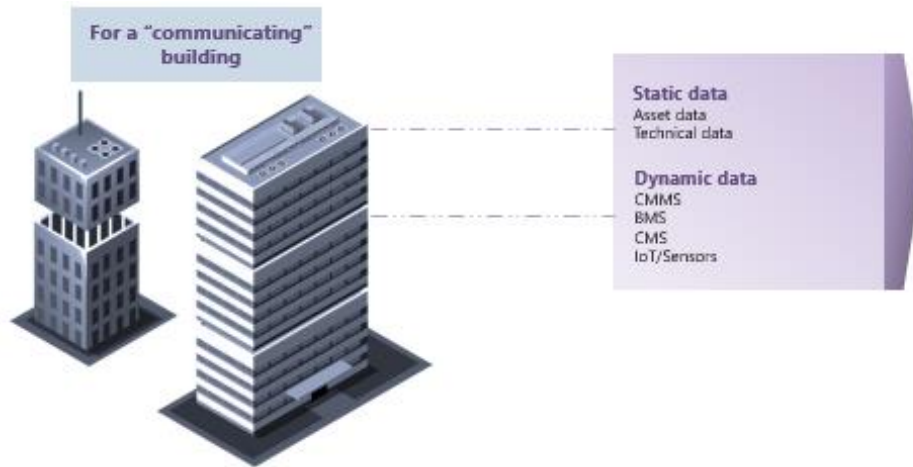 For a “communicating”
building
Static data
Asset data
Technical data
Dynamic data
CMMS
BMS
CMS
IoT/Sensors